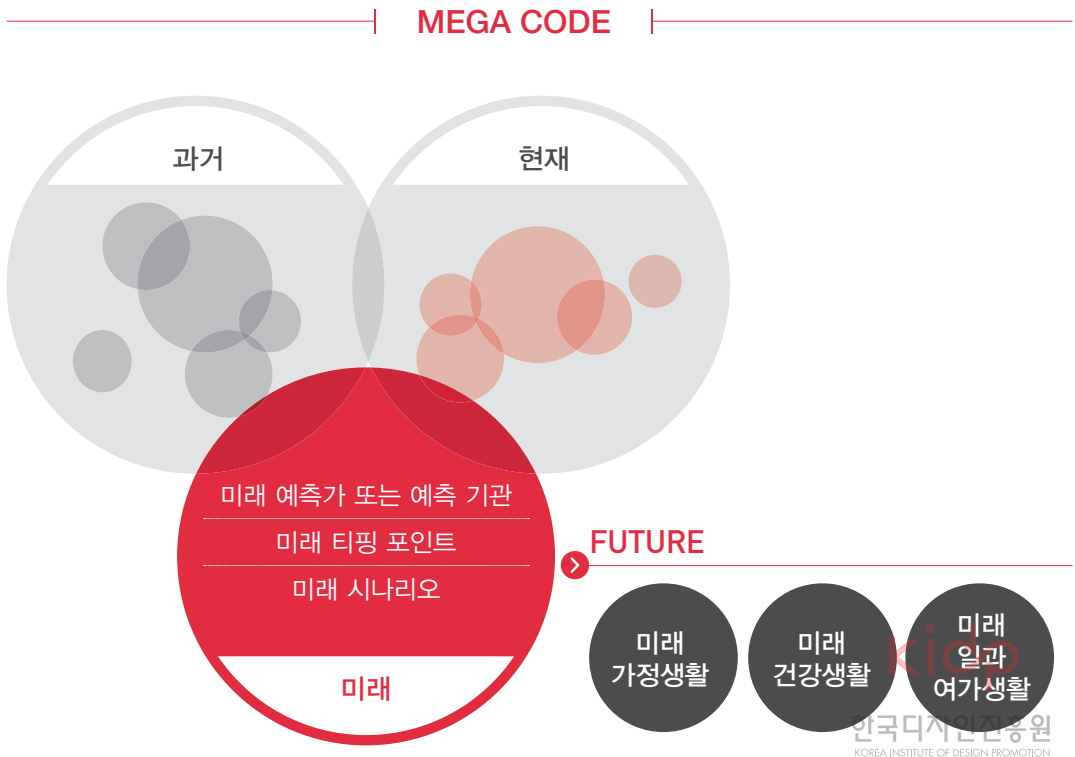 MEGA CODE
과거
현재
미래 예측가 또는 예측 기관
미래 티핑 포인트
미래 시나리오
미래
FUTURE
미래
가정생활
미래
건강생활
미래
일과
여가생활
kidp
한국디자인진흥원
KOREA INSTITUTE OF DESIGN PROMOTION